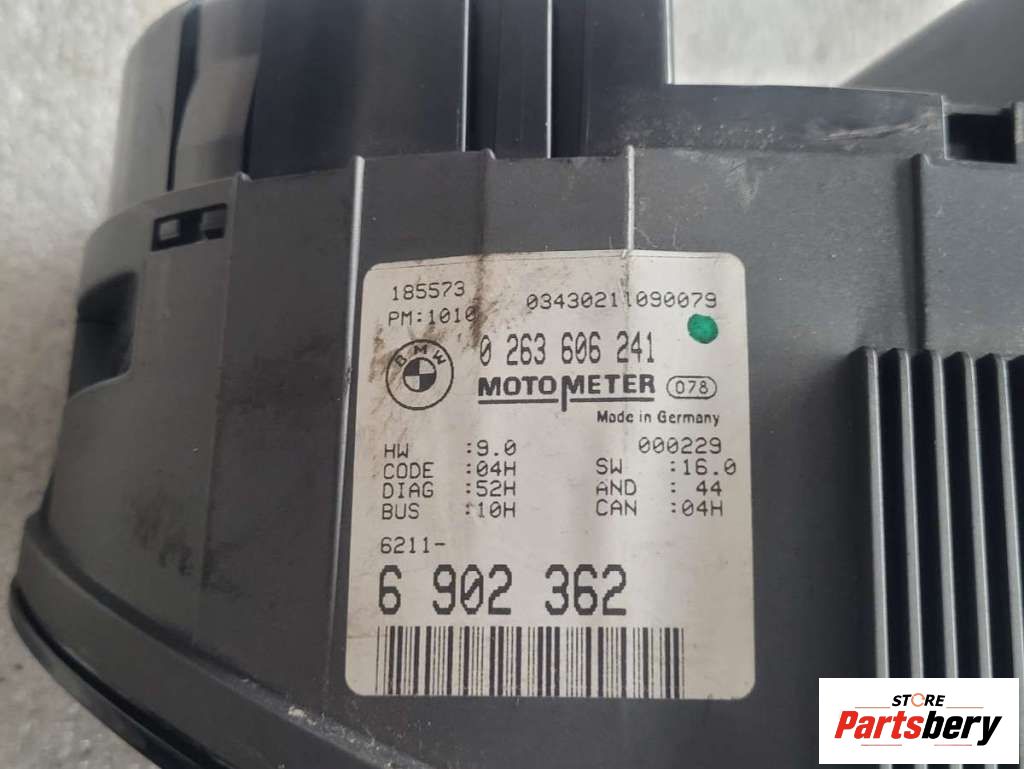 185573
03430211090079
PM:1010
BMW
0 263 606 241
MOTOMETER 078
Made in Germany
HW :9.0 000229
CODE :04H SW :16.0
DIAG :52H AND : 44
BUS :10H CAN :04H
6211-
6 902 362
STORE
Partsbery